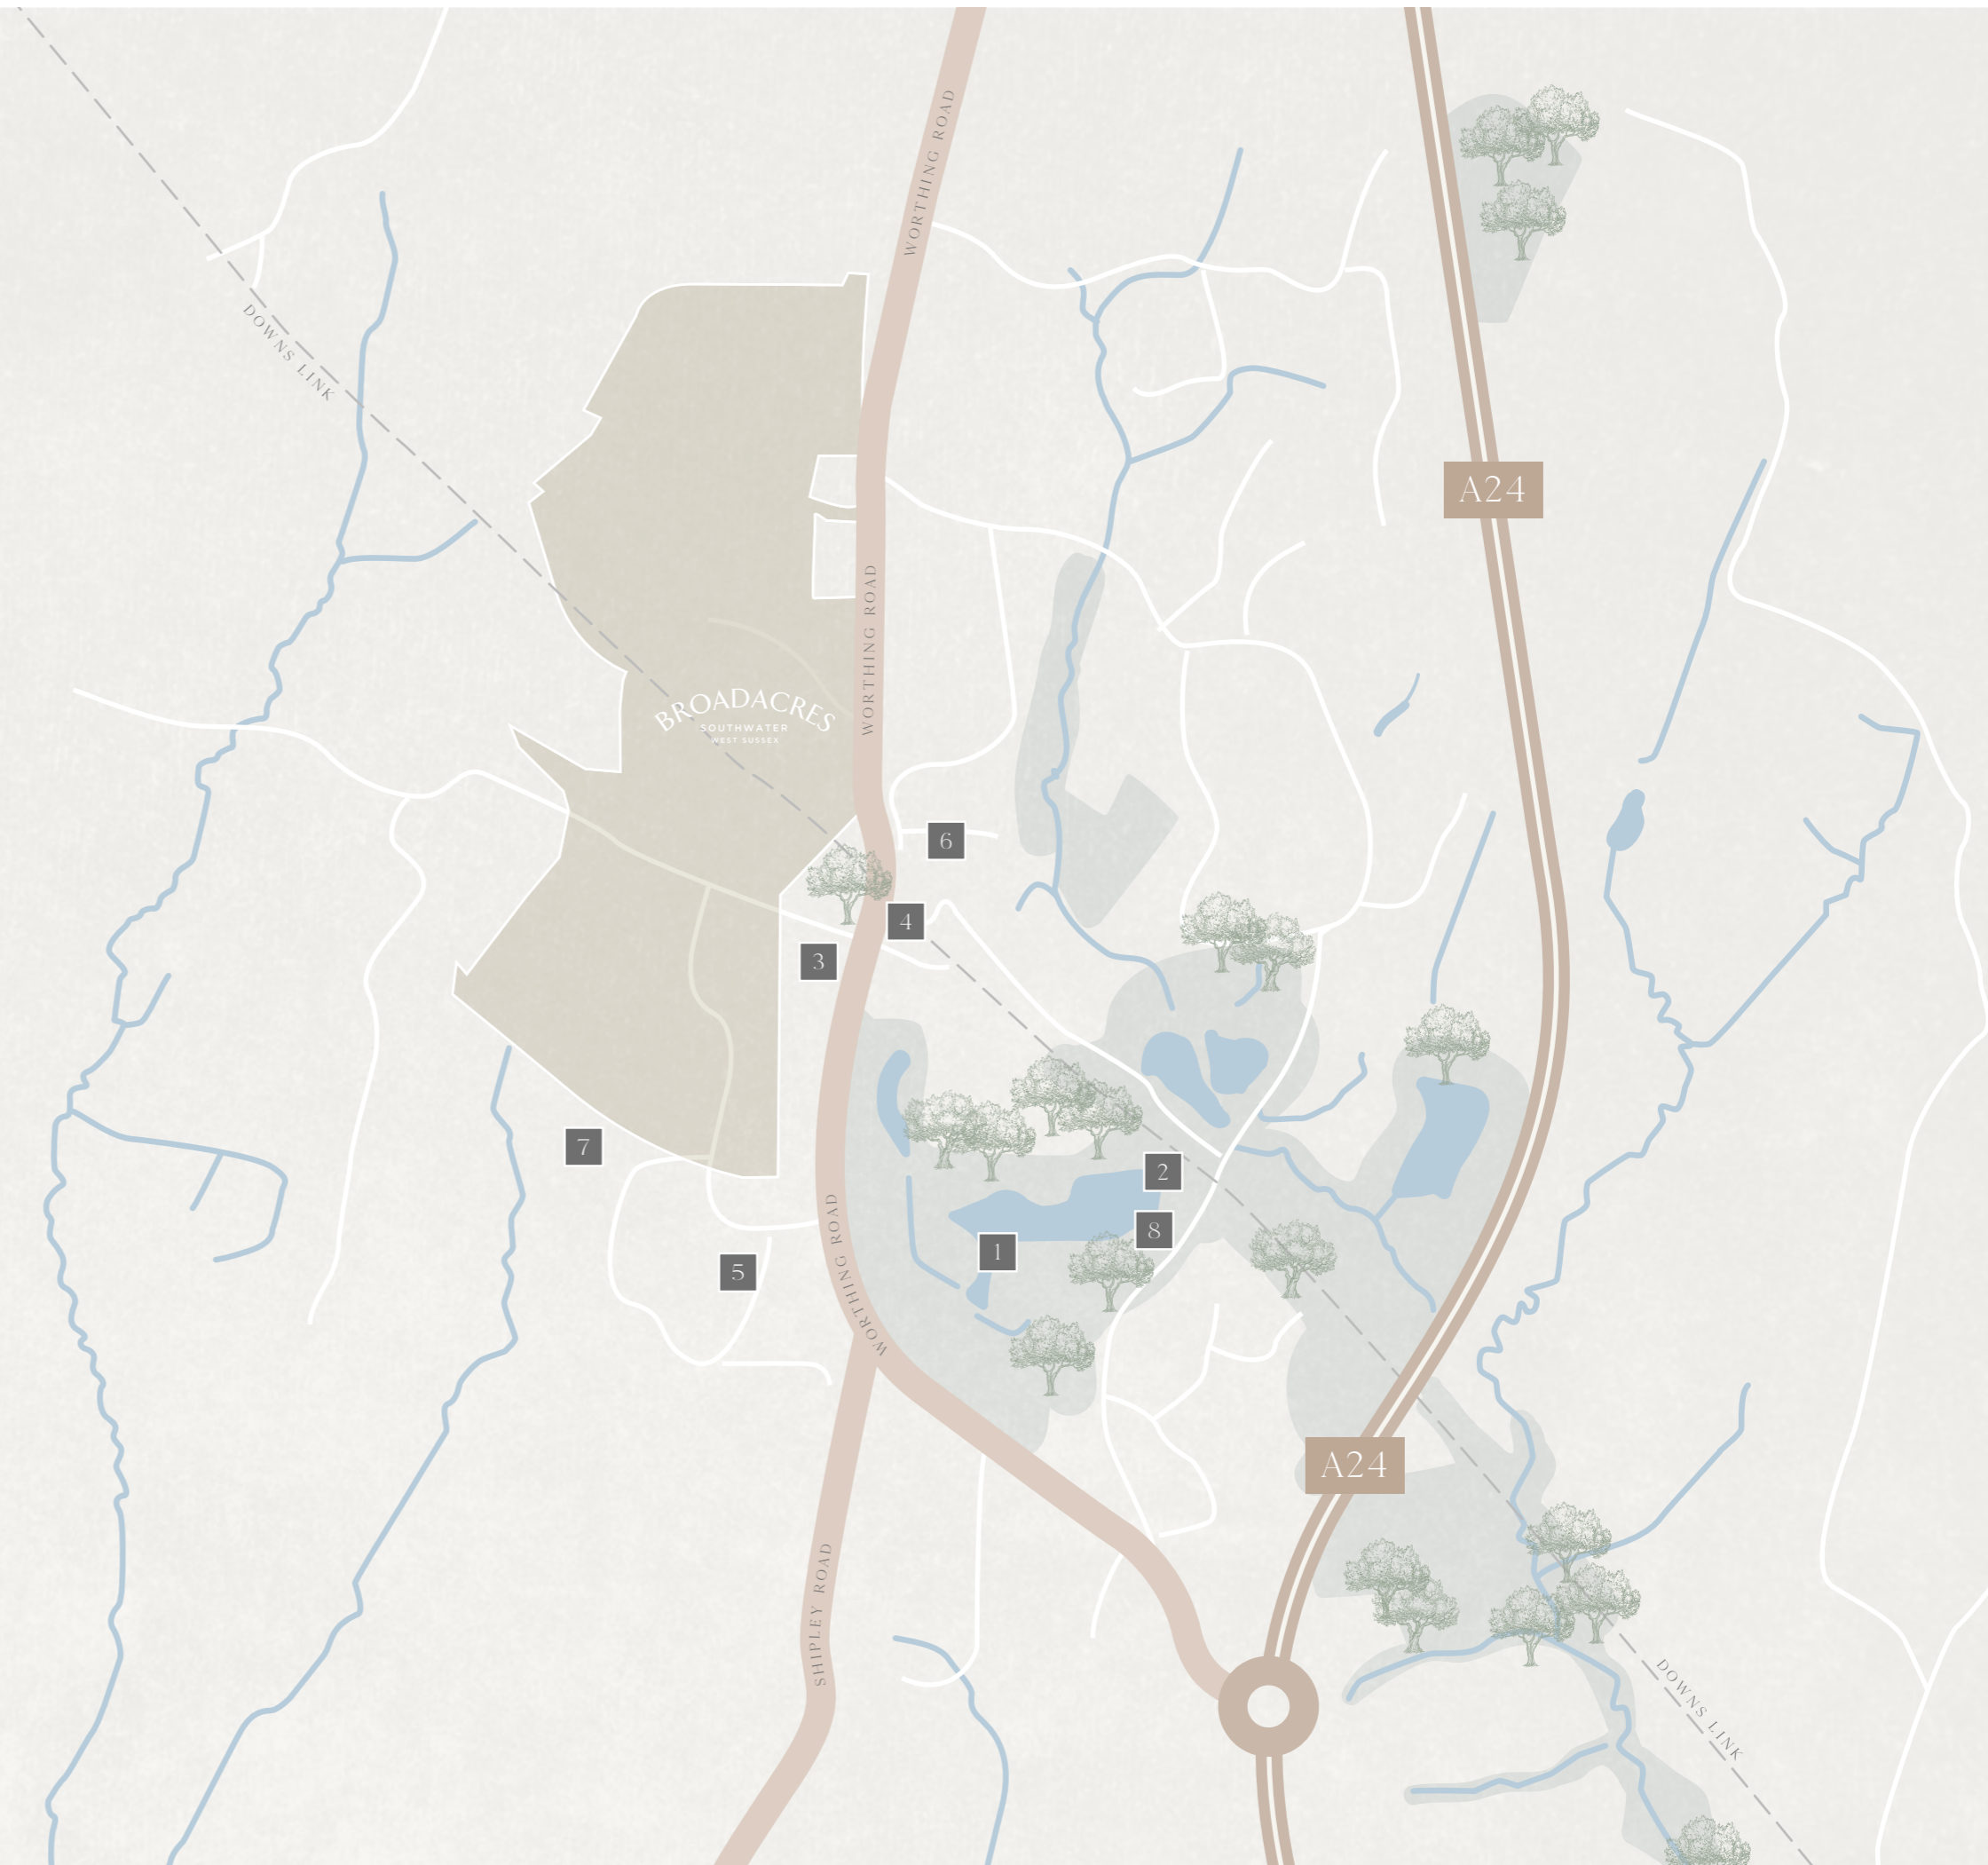 WORTHING ROAD
DOWNS LINK
A24
WORTHING ROAD
BROADACRES
SOUTHWATER
WEST SUSSEX
6
4
3
7
2
8
1
5
WORTHING ROAD
A24
SHIPLEY ROAD
DOWNS LINK